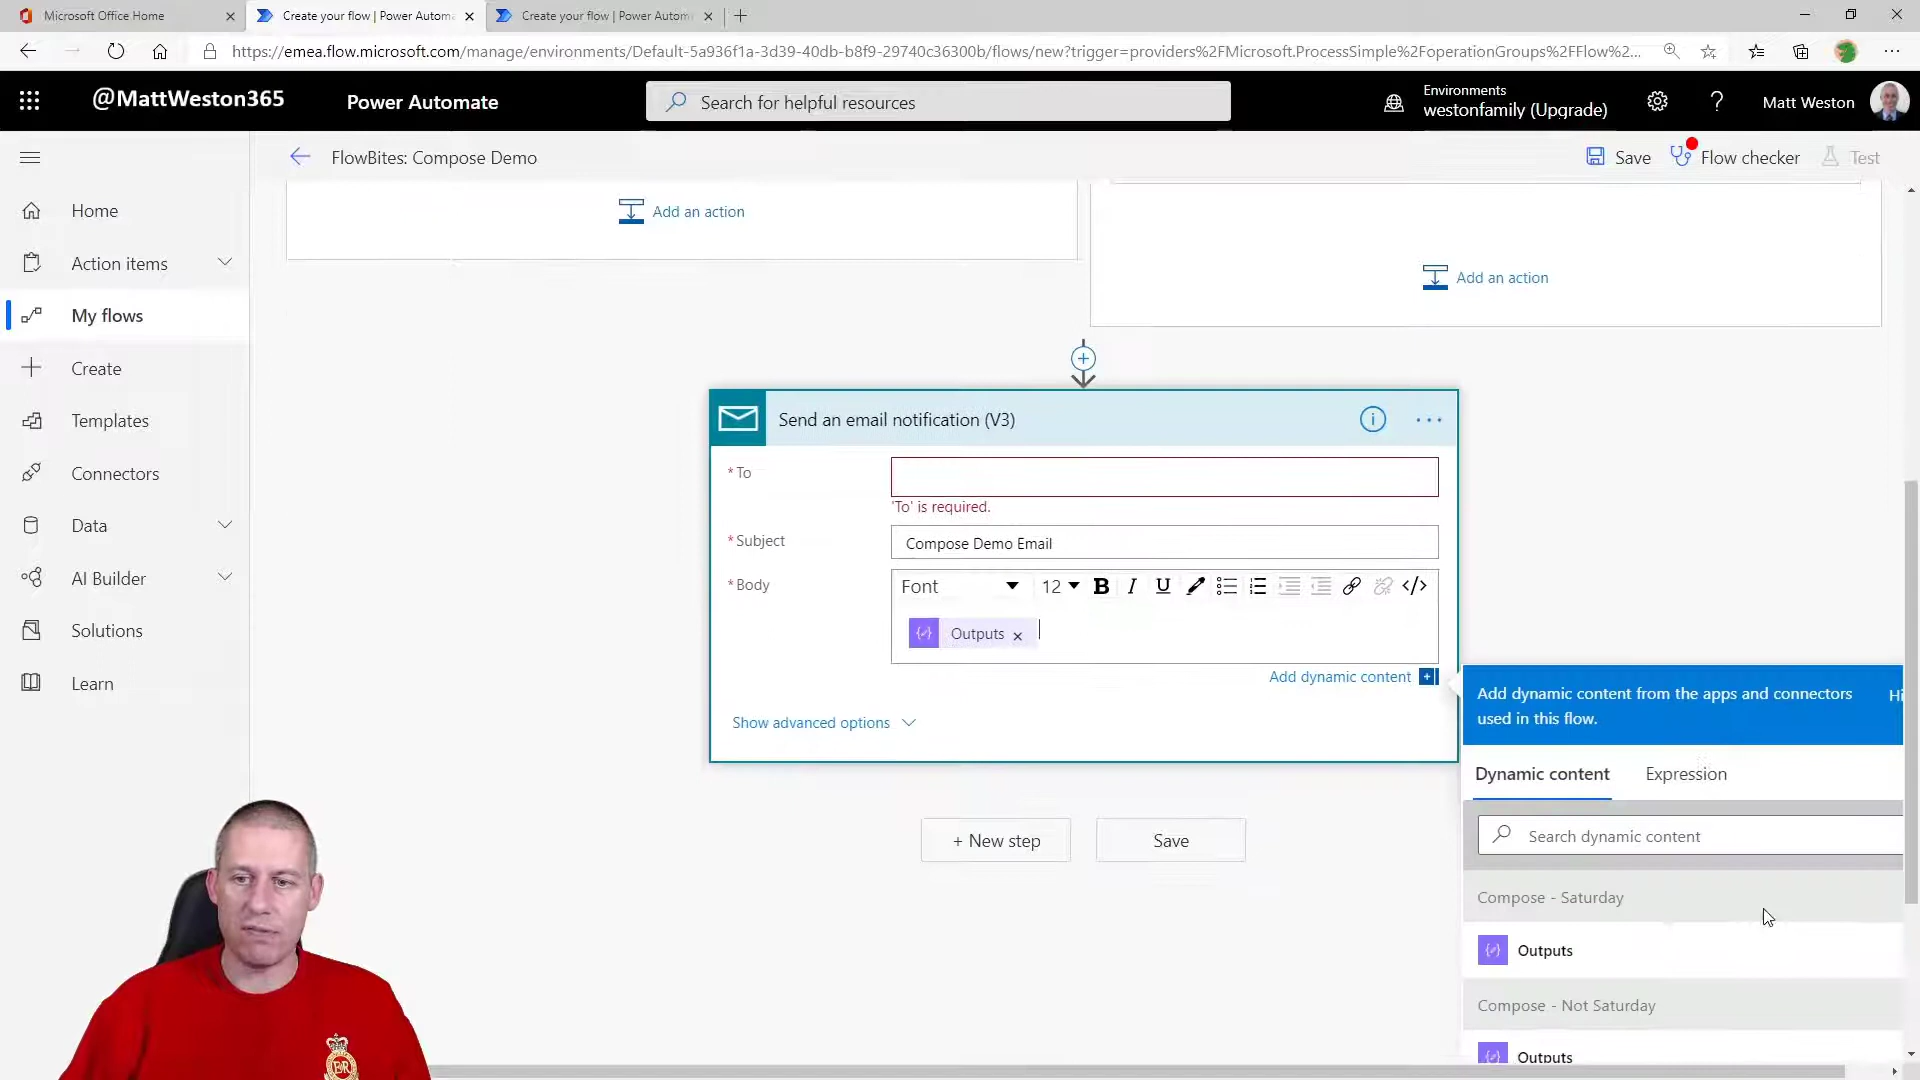 Microsoft Office Home
Create your flow | Power Automa
Create your flow | Power Autom
https://emea.flow.microsoft.com/manage/environments/Default-5a936f1a-3d39-40db-b8f9-29740c36300b/flows/new?trigger=providers%2FMicrosoft.ProcessSimple%2FoperationGroups%2FFlow%2...
@MattWeston365
Power Automate
Search for helpful resources
Environments
westonfamily (Upgrade)
Matt Weston
FlowBites: Compose Demo
Save
Flow checker
Test
Home
Action items
My flows
Create
Templates
Connectors
Data
AI Builder
Solutions
Learn
Add an action
Add an action
Send an email notification (V3)
* To
'To' is required.
* Subject
Compose Demo Email
* Body
Font
12
B I U
</>
Outputs
Add dynamic content
Show advanced options
+ New step
Save
Add dynamic content from the apps and connectors
used in this flow.
Hi
Dynamic content
Expression
Search dynamic content
Compose - Saturday
Outputs
Compose - Not Saturday
Outputs
E R